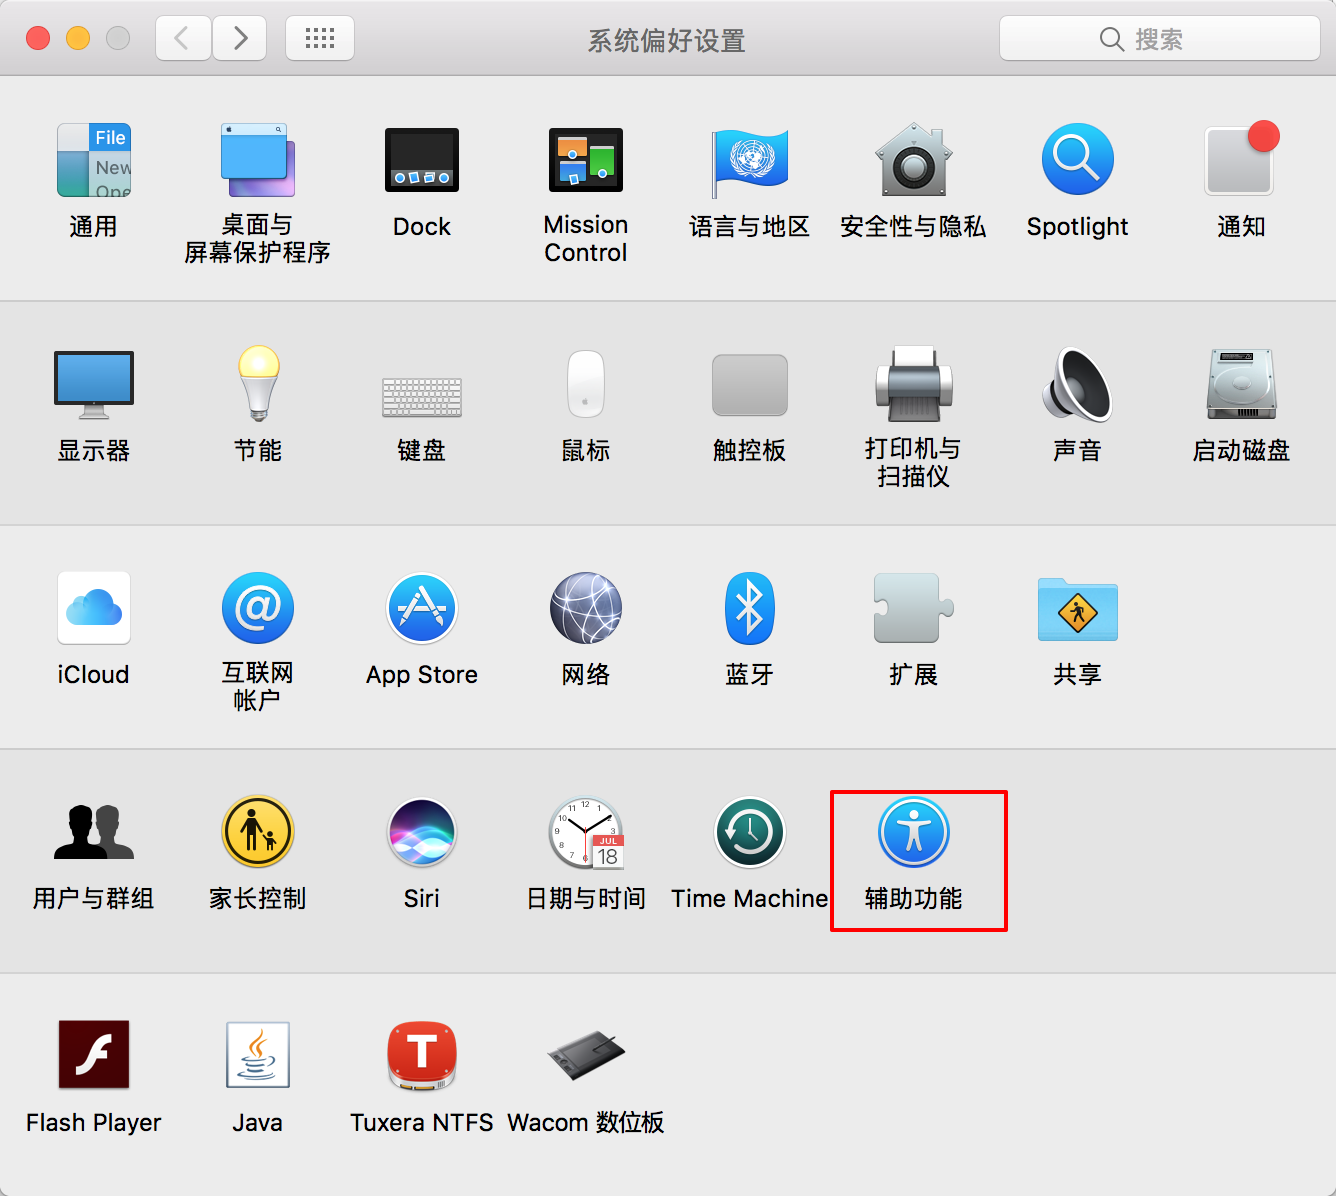 系统偏好设置
搜索
File
New
Ope
通用
桌面与
屏幕保护程序
Dock
Mission
Control
语言与地区
安全性与隐私
Spotlight
通知
显示器
节能
键盘
鼠标
触控板
打印机与
扫描仪
声音
启动磁盘
iCloud
互联网
帐户
App Store
网络
蓝牙
扩展
共享
用户与群组
家长控制
Siri
JUL
18
日期与时间
Time Machine
辅助功能
Flash Player
Java
Tuxera NTFS
Wacom 数位板